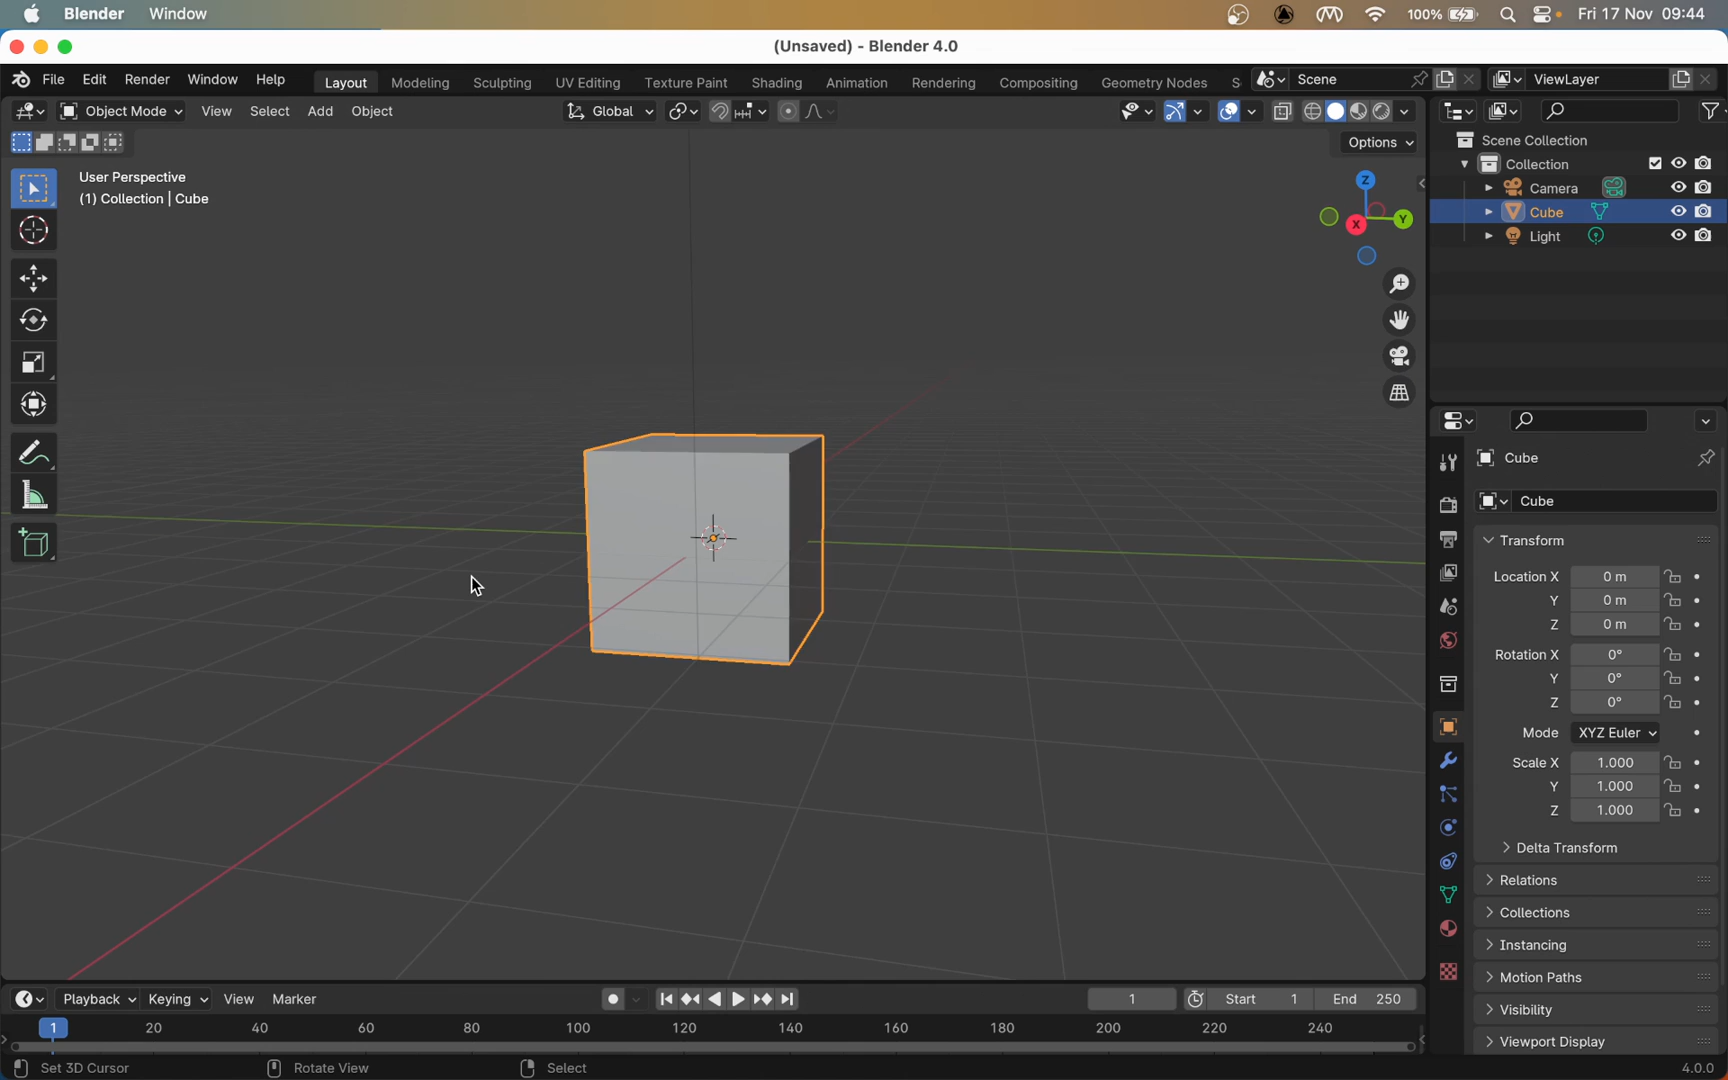 Blender Window 100% Fri 17 Nov 09:44
(Unsaved) - Blender 4.0
File Edit Render Window Help Layout Modeling Sculpting UV Editing Texture Paint Shading Animation Rendering Compositing Geometry Nodes S Scene ViewLayer
Object Mode View Select Add Object Global
Options
User Perspective
(1) Collection | Cube
Z
Y
X
Scene Collection
Collection
Camera
Cube
Light
Cube
Cube
Transform
Location X 0 m
Y 0 m
Z 0 m
Rotation X 0°
Y 0°
Z 0°
Mode XYZ Euler
Scale X 1.000
Y 1.000
Z 1.000
Delta Transform
Relations
Collections
Instancing
Motion Paths
Visibility
Viewport Display
Playback Keying View Marker 1 Start 1 End 250
1 20 40 60 80 100 120 140 160 180 200 220 240
Set 3D Cursor Rotate View Select 4.0.0